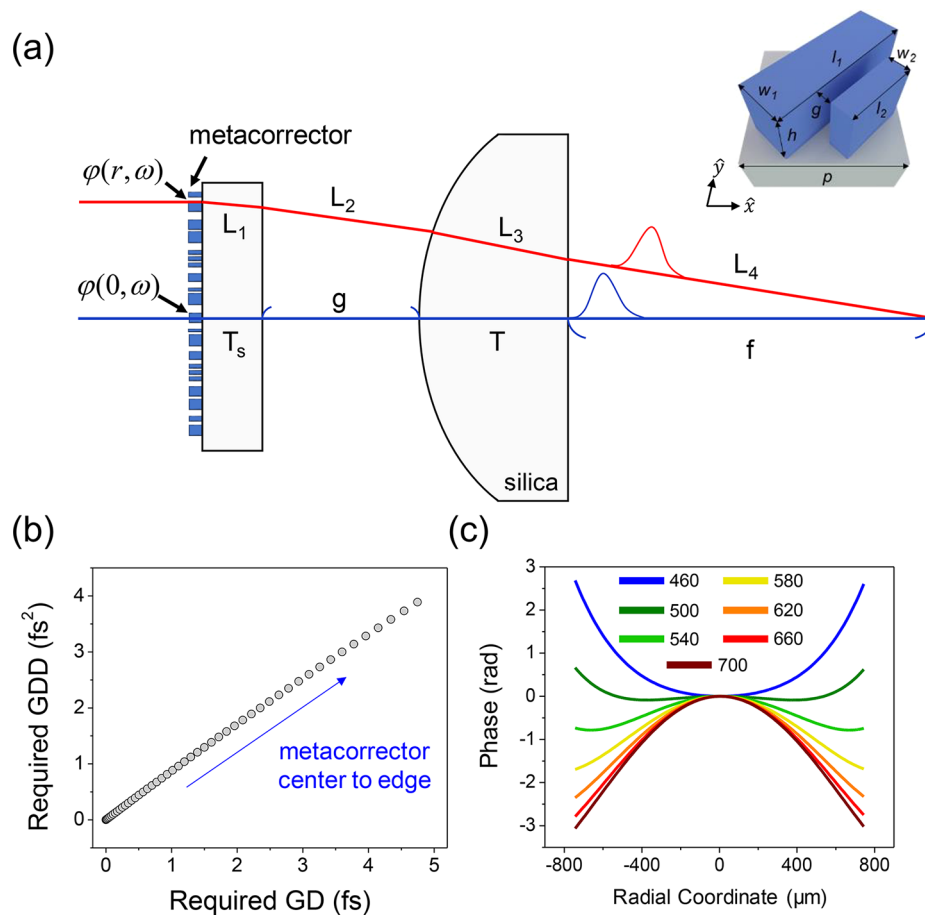 (a)
metacorrector
φ(r, ω)
φ(0, ω)
L₁
L₂
L₃
L₄
Tₛ
g
T
f
silica
w₁
l₁
w₂
g
l₂
h
p
ŷ
x̂
(b)
Required GDD (fs²)
4
3
2
1
0
metacorrector
center to edge
0 1 2 3 4 5
Required GD (fs)
(c)
Phase (rad)
3
2
1
0
-1
-2
-3
460 580
500 620
540 660
700
-800 -400 0 400 800
Radial Coordinate (μm)